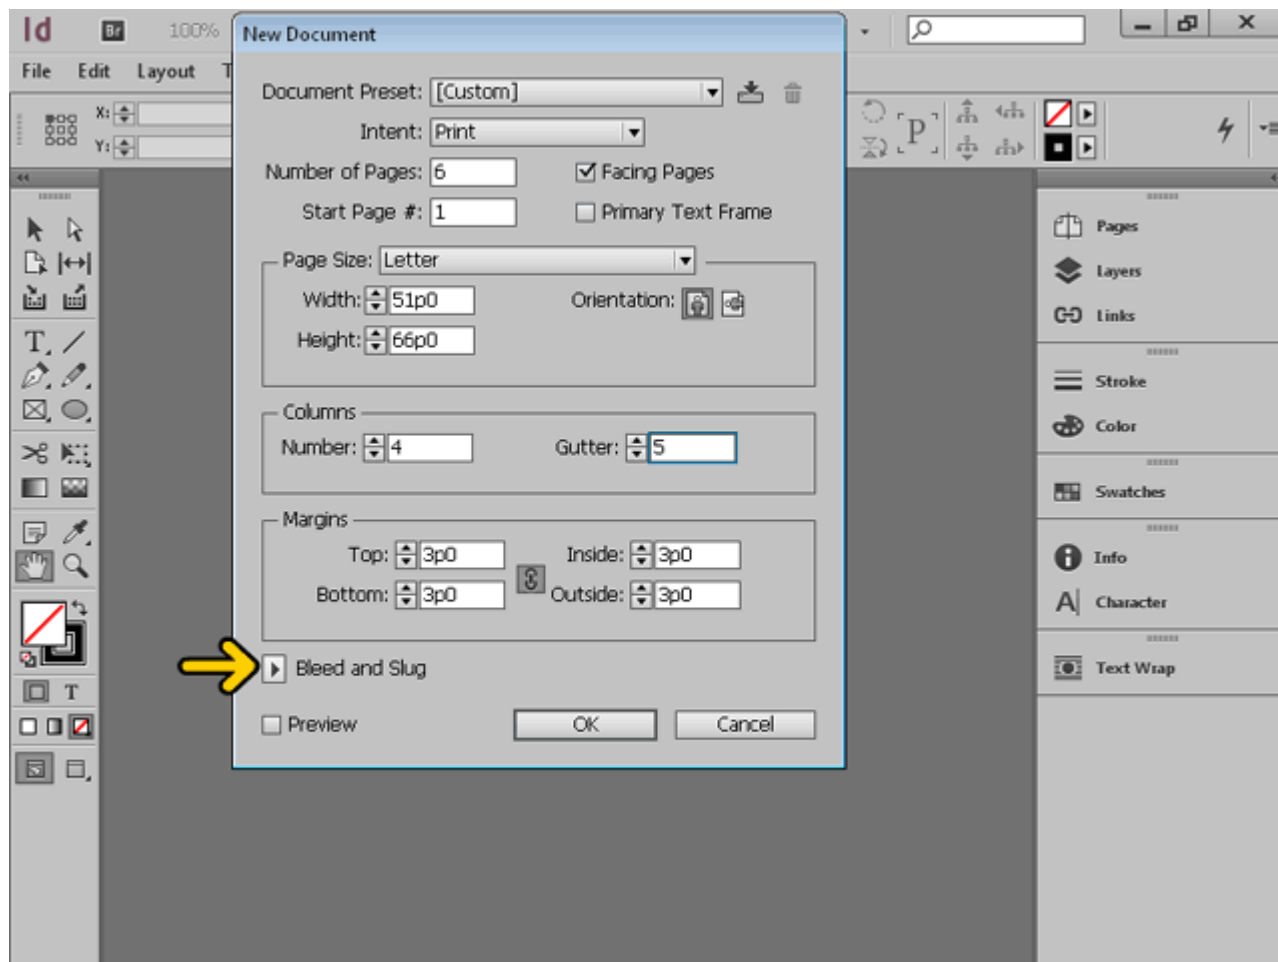 Id Br 100%
File Edit Layout T
X:
Y:
P
New Document
Document Preset: [Custom]
Intent: Print
Number of Pages: 6 Facing Pages
Start Page #: 1 Primary Text Frame
Page Size: Letter
Width: 51p0 Orientation:
Height: 66p0
Columns
Number: 4 Gutter: 5
Margins
Top: 3p0 Inside: 3p0
Bottom: 3p0 Outside: 3p0
Bleed and Slug
Preview OK Cancel
T
T
Pages
Layers
Links
Stroke
Color
Swatches
Info
A Character
Text Wrap